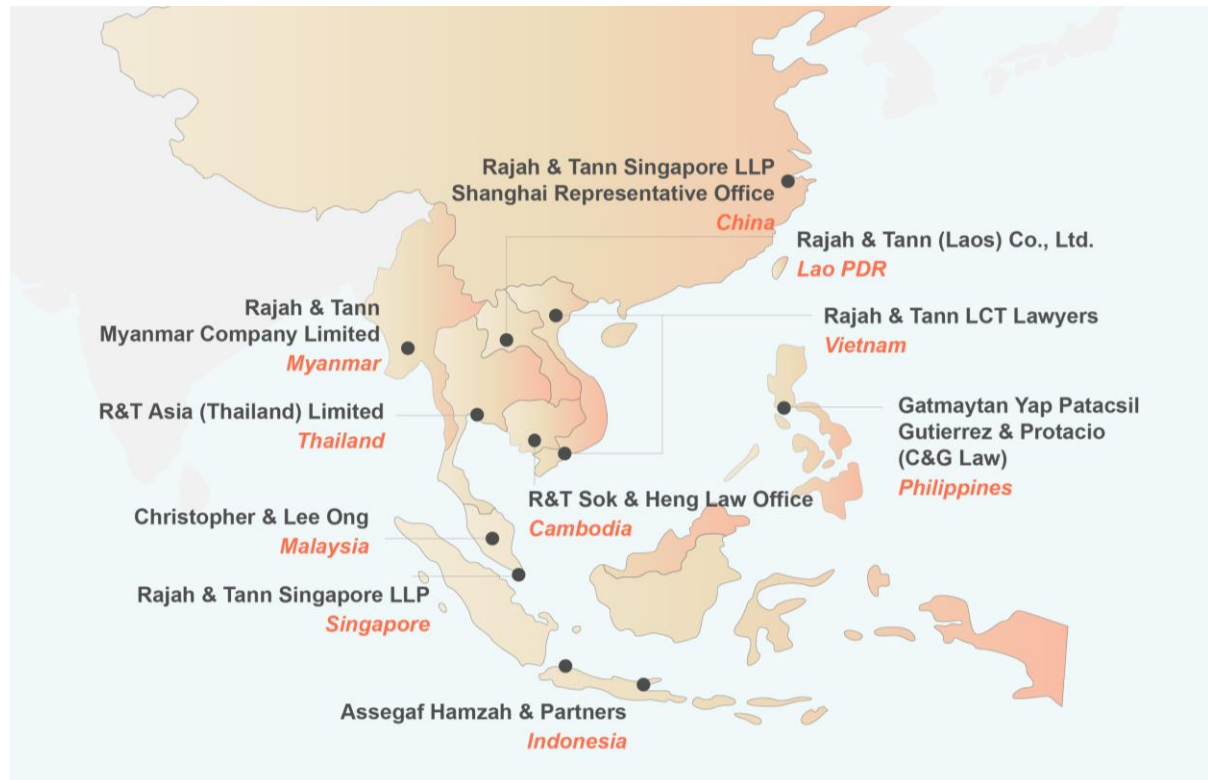 Rajah & Tann Singapore LLP
Shanghai Representative Office
China
Rajah & Tann (Laos) Co., Ltd.
Lao PDR
Rajah & Tann
Myanmar Company Limited
Myanmar
Rajah & Tann LCT Lawyers
Vietnam
R&T Asia (Thailand) Limited
Thailand
Gatmaytan Yap Patacsil
Gutierrez & Protacio
(C&G Law)
Philippines
R&T Sok & Heng Law Office
Cambodia
Christopher & Lee Ong
Malaysia
Rajah & Tann Singapore LLP
Singapore
Assegaf Hamzah & Partners
Indonesia